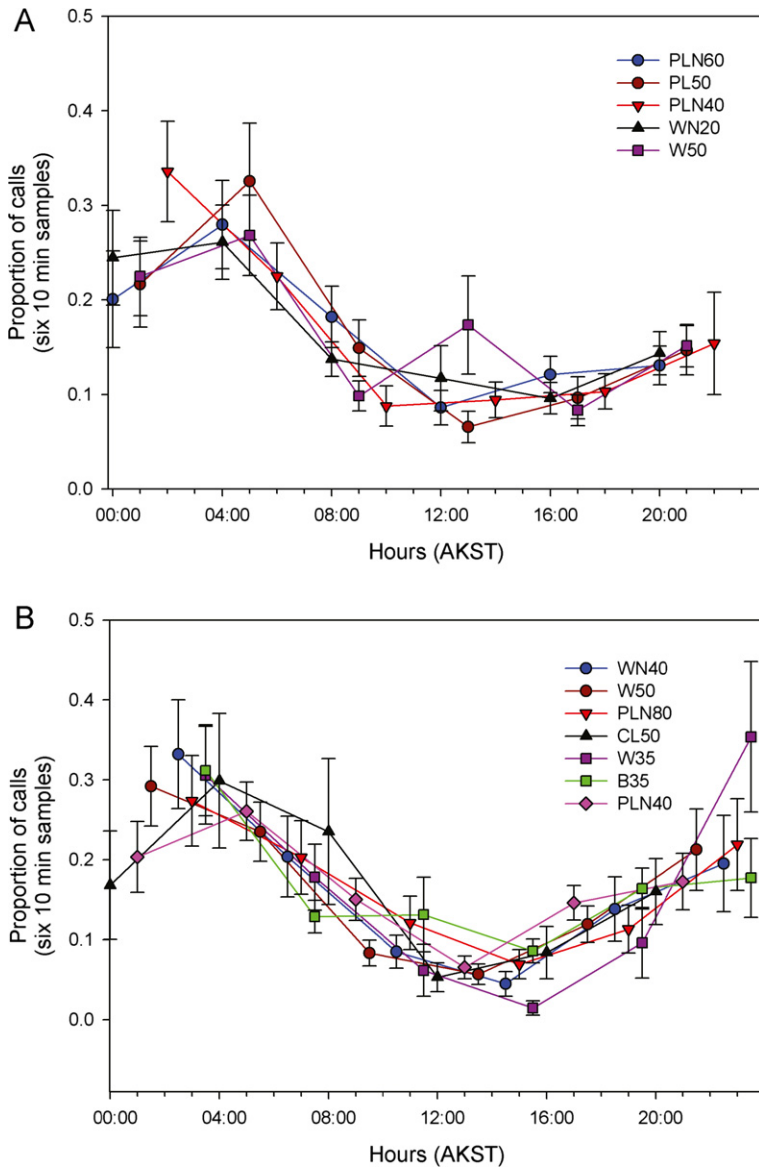 A
0.5
0.4
0.3
0.2
0.1
0.0
Proportion of calls
(six 10 min samples)
PLN60
PL50
PLN40
WN20
W50
00:00 04:00 08:00 12:00 16:00 20:00
Hours (AKST)
B
0.5
0.4
0.3
0.2
0.1
0.0
Proportion of calls
(six 10 min samples)
WN40
W50
PLN80
CL50
W35
B35
PLN40
00:00 04:00 08:00 12:00 16:00 20:00
Hours (AKST)